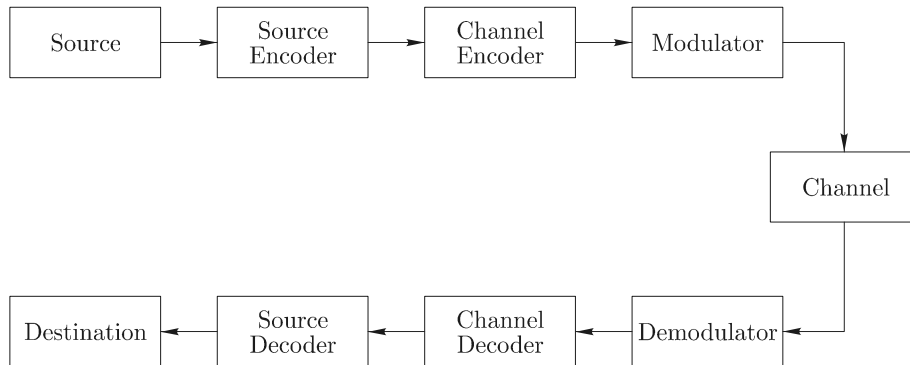 Source
Source
Encoder
Channel
Encoder
Modulator
Channel
Destination
Source
Decoder
Channel
Decoder
Demodulator